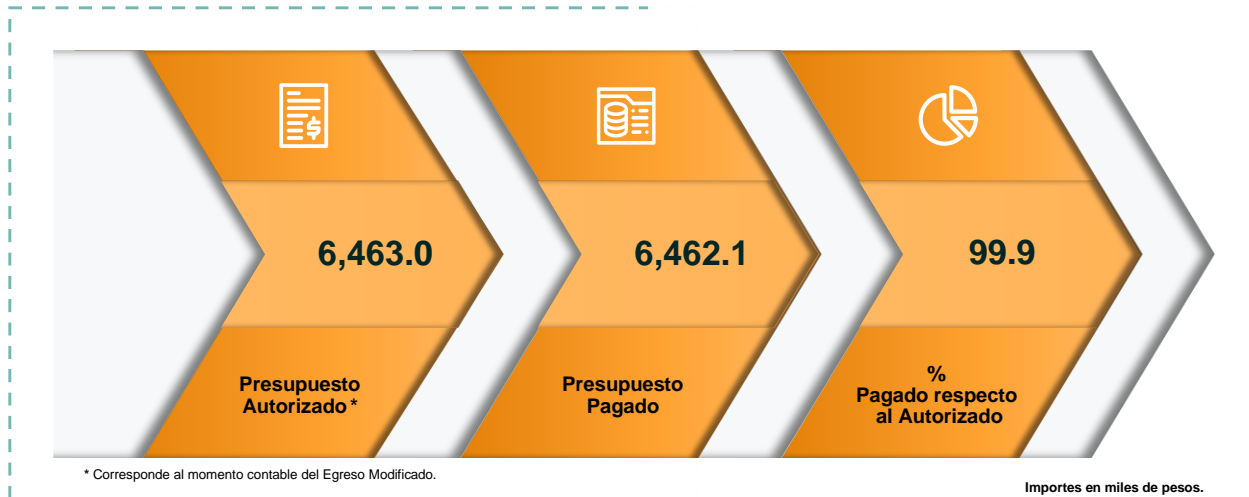 6,463.0
Presupuesto
Autorizado *
6,462.1
Presupuesto
Pagado
99.9
%
Pagado respecto
al Autorizado
* Corresponde al momento contable del Egreso Modificado.
Importes en miles de pesos.